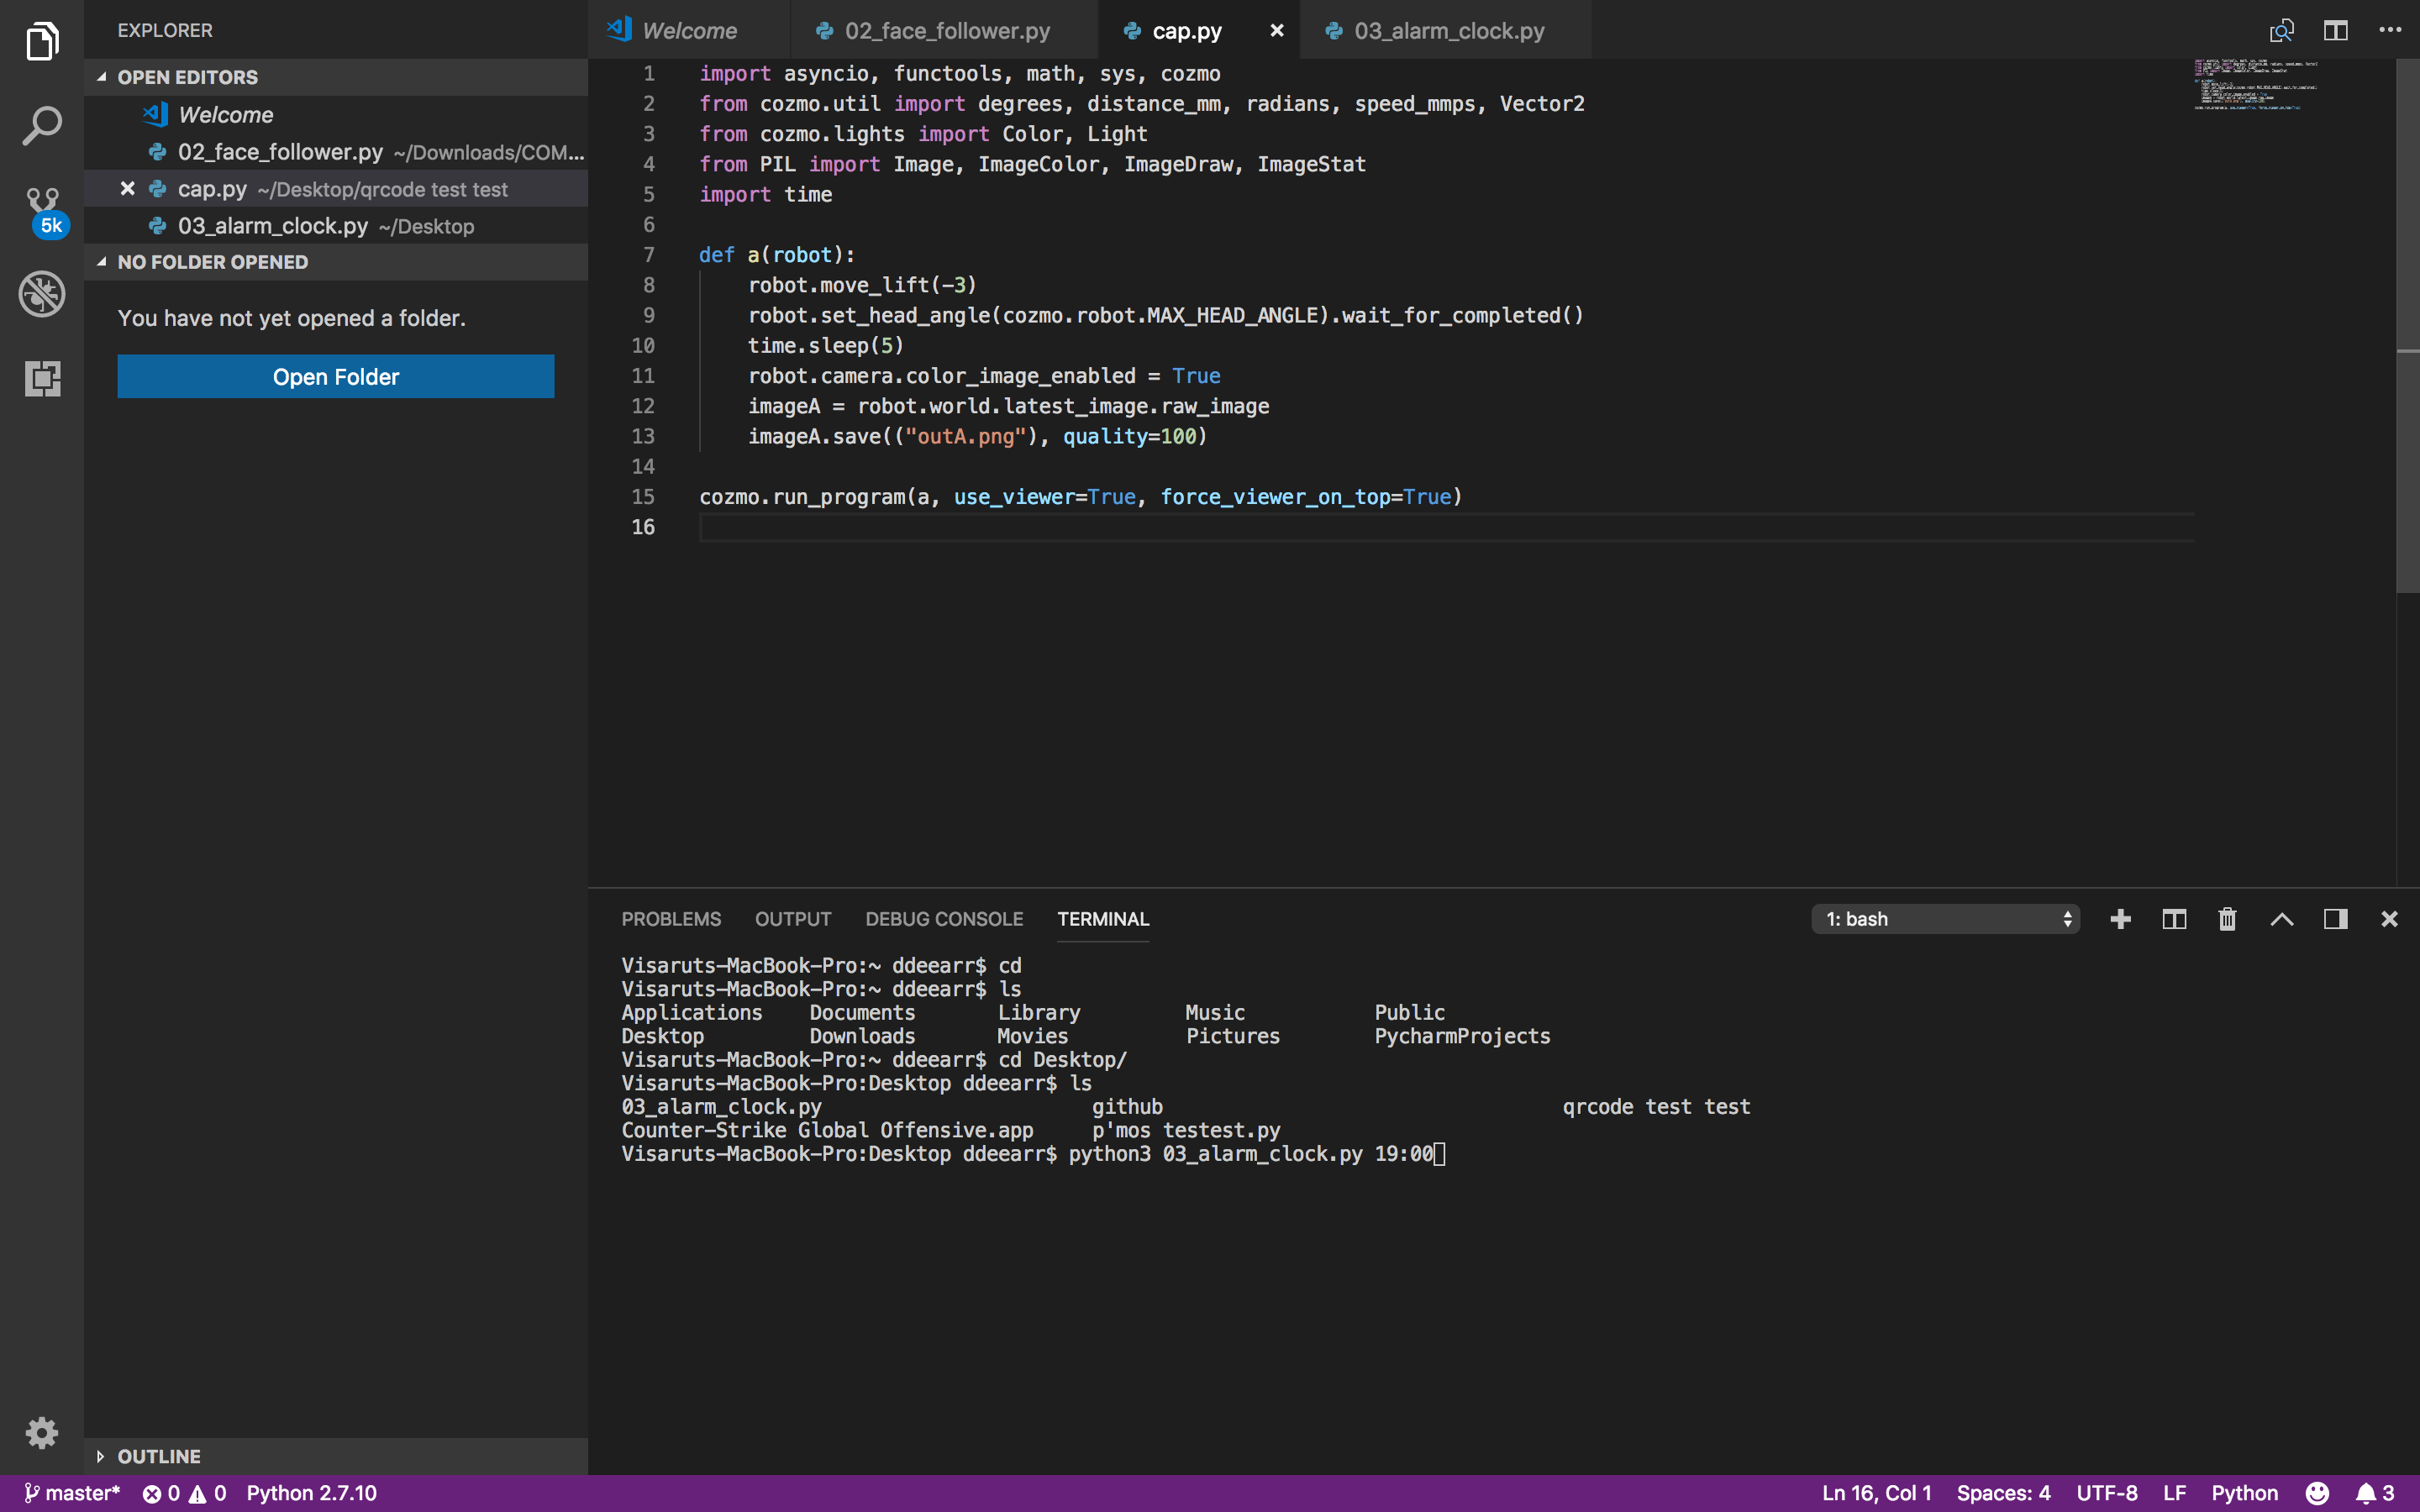 EXPLORER
OPEN EDITORS
Welcome
02_face_follower.py ~/Downloads/COM...
cap.py ~/Desktop/qrcode test test
03_alarm_clock.py ~/Desktop
NO FOLDER OPENED
You have not yet opened a folder.
Open Folder
5k
OUTLINE
Welcome 02_face_follower.py cap.py 03_alarm_clock.py
1 import asyncio, functools, math, sys, cozmo
2 from cozmo.util import degrees, distance_mm, radians, speed_mmps, Vector2
3 from cozmo.lights import Color, Light
4 from PIL import Image, ImageColor, ImageDraw, ImageStat
5 import time
6
7 def a(robot):
8 robot.move_lift(-3)
9 robot.set_head_angle(cozmo.robot.MAX_HEAD_ANGLE).wait_for_completed()
10 time.sleep(5)
11 robot.camera.color_image_enabled = True
12 imageA = robot.world.latest_image.raw_image
13 imageA.save(("outA.png"), quality=100)
14
15 cozmo.run_program(a, use_viewer=True, force_viewer_on_top=True)
16
PROBLEMS OUTPUT DEBUG CONSOLE TERMINAL 1: bash
Visaruts-MacBook-Pro:~ ddeearr$ cd
Visaruts-MacBook-Pro:~ ddeearr$ ls
Applications Documents Library Music Public
Desktop Downloads Movies Pictures PycharmProjects
Visaruts-MacBook-Pro:~ ddeearr$ cd Desktop/
Visaruts-MacBook-Pro:Desktop ddeearr$ ls
03_alarm_clock.py github qrcode test test
Counter-Strike Global Offensive.app p'mos testest.py
Visaruts-MacBook-Pro:Desktop ddeearr$ python3 03_alarm_clock.py 19:00
master* 0 0 Python 2.7.10 Ln 16, Col 1 Spaces: 4 UTF-8 LF Python 3